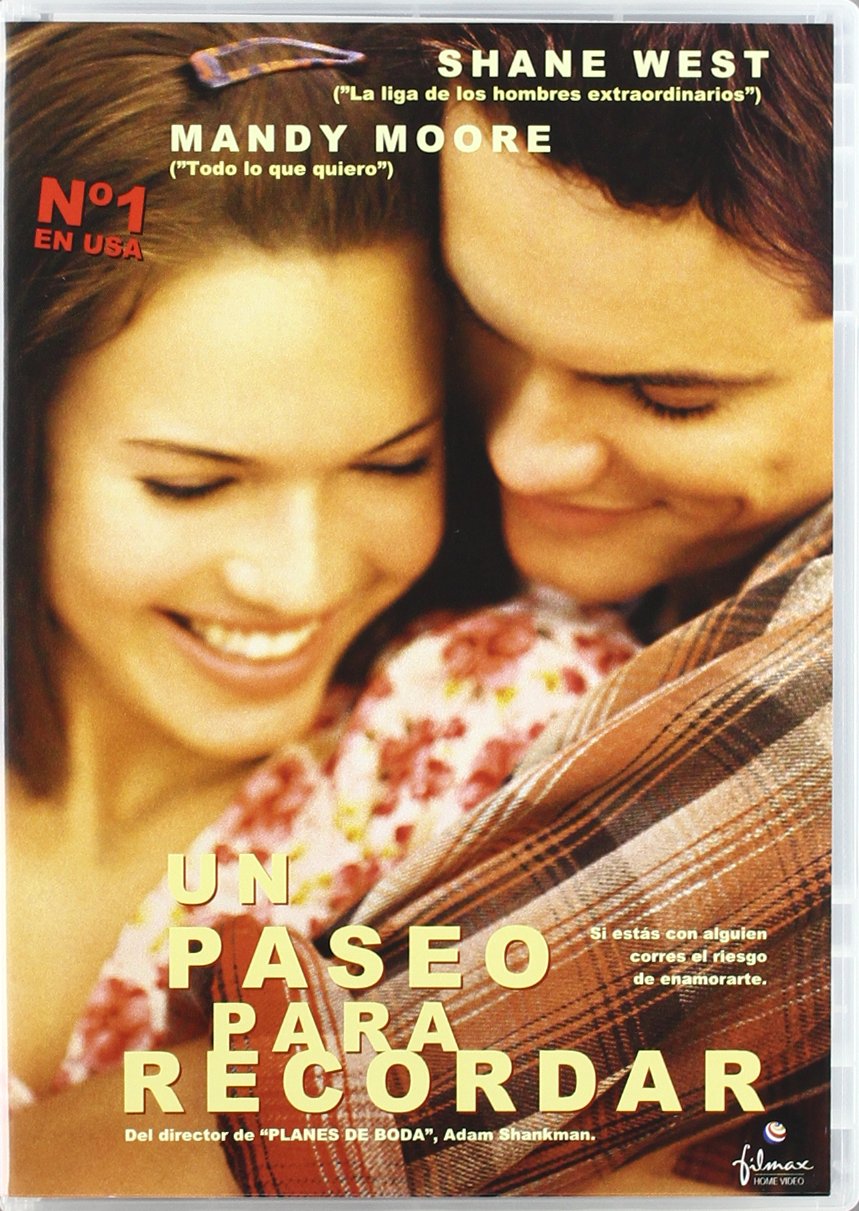 SHANE WEST
("La liga de los hombres extraordinarios")
MANDY MOORE
("Todo lo que quiero")
Nº1
EN USA
UN
PASEO
PARA
RECORDAR
Si estás con alguien
corres el riesgo
de enamorarte.
Del director de "PLANES DE BODA", Adam Shankman.
filmax
HOME VIDEO